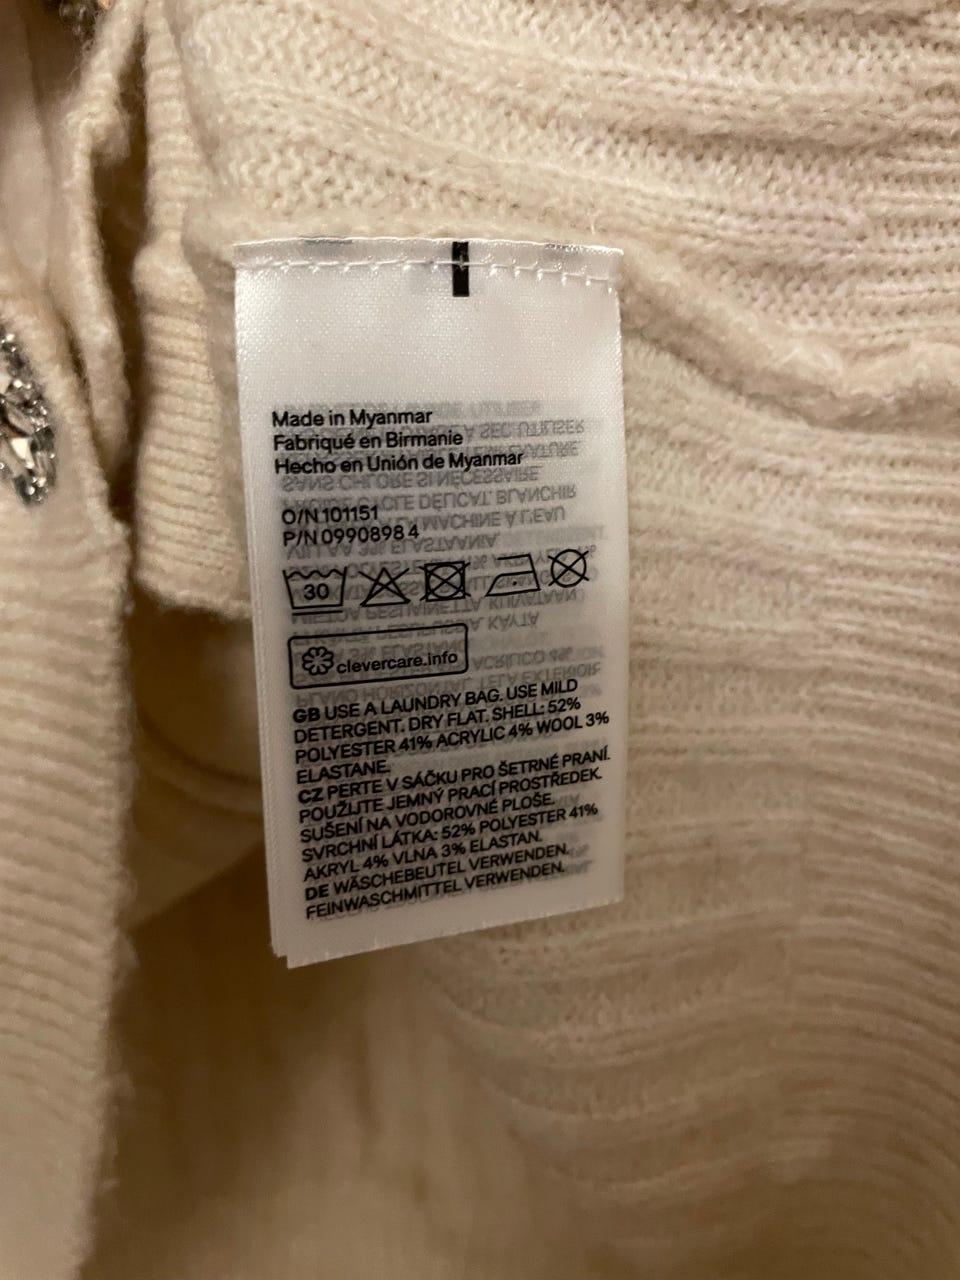 Made in Myanmar
Fabriqué en Birmanie
Hecho en Unión de Myanmar
O/N 101151
P/N 0990898 4
30
clevercare.info
GB USE A LAUNDRY BAG. USE MILD
DETERGENT. DRY FLAT. SHELL: 52%
POLYESTER 41% ACRYLIC 4% WOOL 3%
ELASTANE.
CZ PERTE V SÁČKU PRO ŠETRNÉ PRANÍ.
POUŽIJTE JEMNÝ PRACÍ PROSTŘEDEK.
SUŠENÍ NA VODOROVNÉ PLOŠE.
SVRCHNÍ LÁTKA: 52% POLYESTER 41%
AKRYL 4% VLNA 3% ELASTAN.
DE WÄSCHEBEUTEL VERWENDEN.
FEINWASCHMITTEL VERWENDEN.